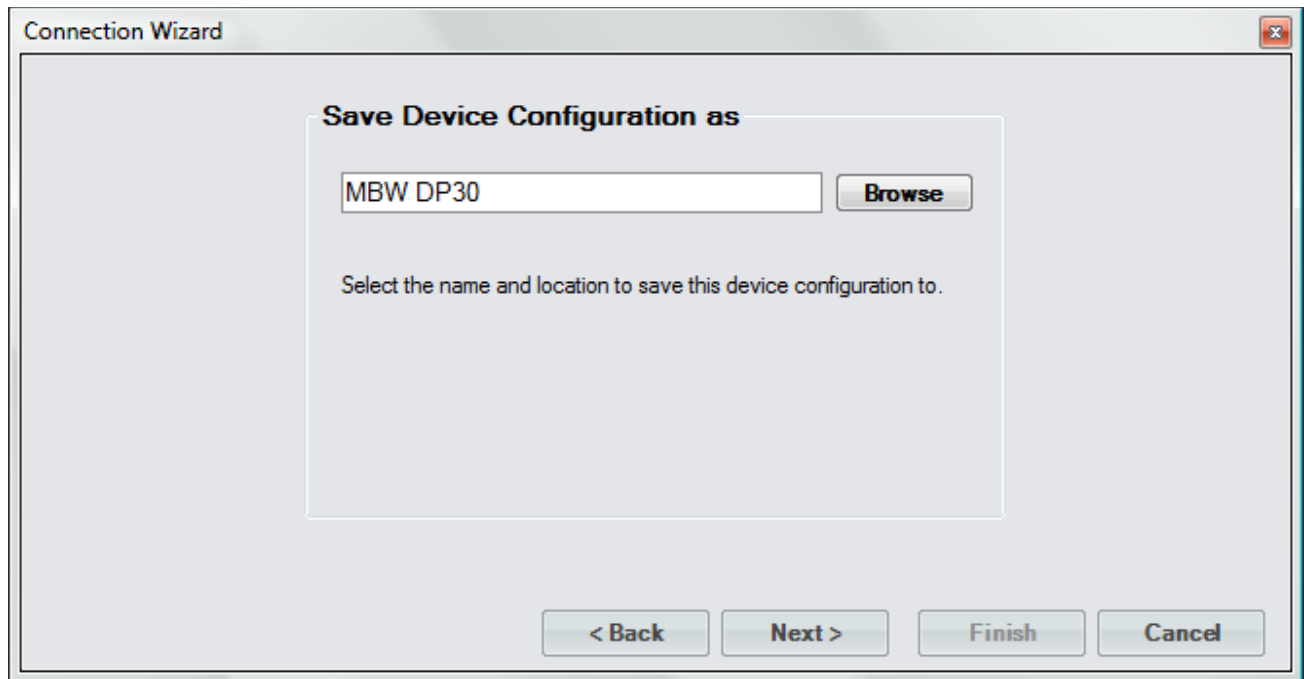 Connection Wizard
Save Device Configuration as
MBW DP30
Browse
Select the name and location to save this device configuration to.
< Back
Next >
Finish
Cancel